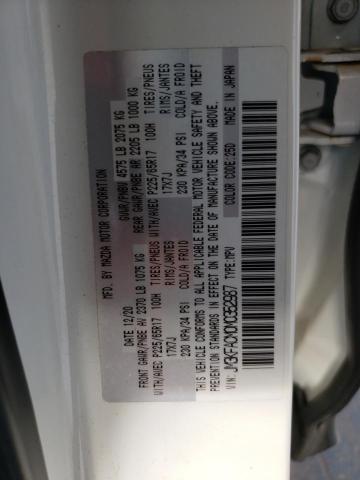 MFD. BY MAZDA MOTOR CORPORATION
DATE 12/20 GVWR/PNBV 4575 LB 2075 KG
FRONT GAWR/PNBE AV 2370 LB 1075 KG REAR GAWR/PNBE AR 2205 LB 1000 KG
WITH/AVEC P225/65R17 WITH/AVEC P225/65R17 100H TIRES/PNEUS
17X7J 17X7J RIMS/JANTES
230 KPA/34 PSI 230 KPA/34 PSI COLD/A FROID
THIS VEHICLE CONFORMS TO ALL APPLICABLE FEDERAL MOTOR VEHICLE SAFETY AND THEFT
PREVENTION STANDARDS IN EFFECT ON THE DATE OF MANUFACTURE SHOWN ABOVE.
VIN: TYPE: MPV COLOR CODE: 25D MADE IN JAPAN